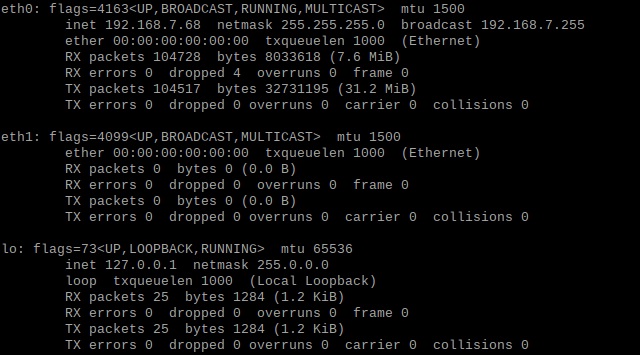 eth0: flags=4163<UP,BROADCAST,RUNNING,MULTICAST>  mtu 1500
        inet 192.168.7.68  netmask 255.255.255.0  broadcast 192.168.7.255
        ether 00:00:00:00:00:00  txqueuelen 1000  (Ethernet)
        RX packets 104728  bytes 8033618 (7.6 MiB)
        RX errors 0  dropped 4  overruns 0  frame 0
        TX packets 104517  bytes 32731195 (31.2 MiB)
        TX errors 0  dropped 0 overruns 0  carrier 0  collisions 0

eth1: flags=4099<UP,BROADCAST,MULTICAST>  mtu 1500
        ether 00:00:00:00:00:00  txqueuelen 1000  (Ethernet)
        RX packets 0  bytes 0 (0.0 B)
        RX errors 0  dropped 0  overruns 0  frame 0
        TX packets 0  bytes 0 (0.0 B)
        TX errors 0  dropped 0 overruns 0  carrier 0  collisions 0

lo: flags=73<UP,LOOPBACK,RUNNING>  mtu 65536
        inet 127.0.0.1  netmask 255.0.0.0
        loop  txqueuelen 1000  (Local Loopback)
        RX packets 25  bytes 1284 (1.2 KiB)
        RX errors 0  dropped 0  overruns 0  frame 0
        TX packets 25  bytes 1284 (1.2 KiB)
        TX errors 0  dropped 0 overruns 0  carrier 0  collisions 0